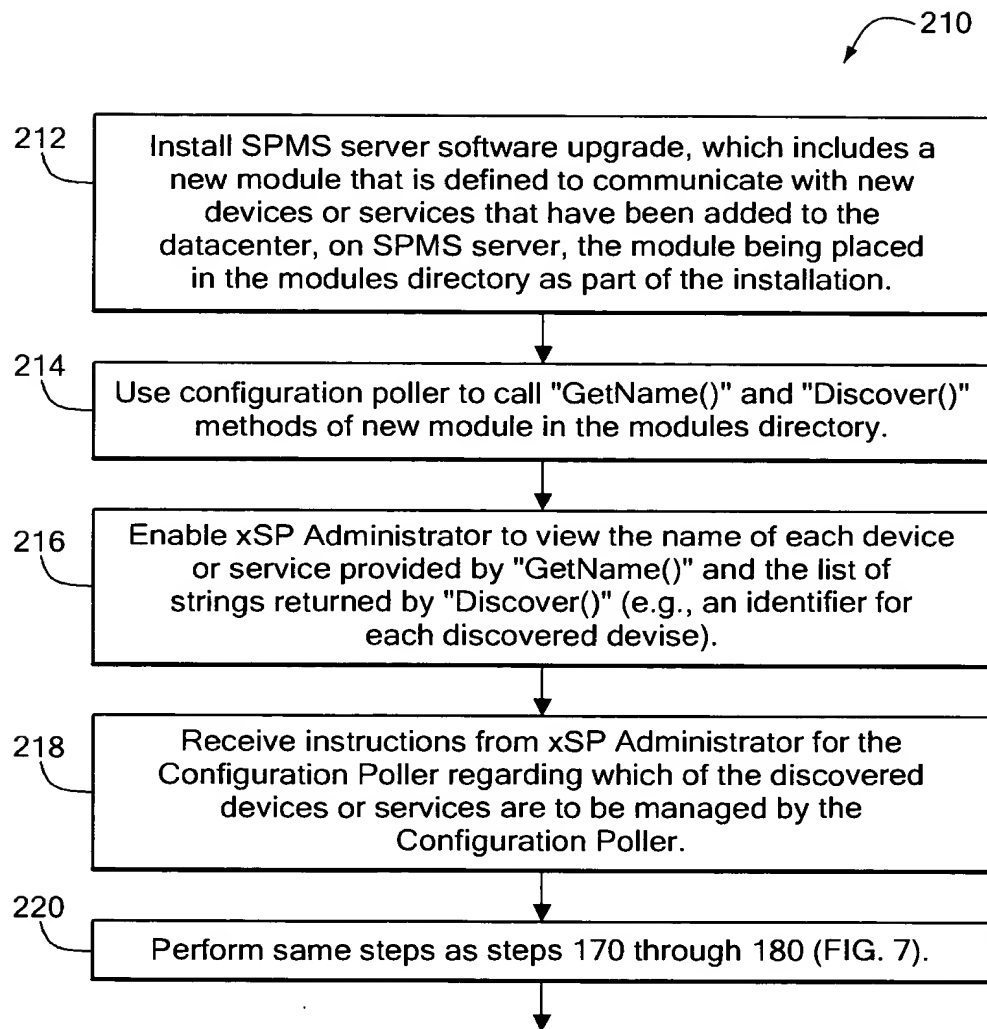 210
212
Install SPMS server software upgrade, which includes a
new module that is defined to communicate with new
devices or services that have been added to the
datacenter, on SPMS server, the module being placed
in the modules directory as part of the installation.
214
Use configuration poller to call "GetName()" and "Discover()"
methods of new module in the modules directory.
216
Enable xSP Administrator to view the name of each device
or service provided by "GetName()" and the list of
strings returned by "Discover()" (e.g., an identifier for
each discovered devise).
218
Receive instructions from xSP Administrator for the
Configuration Poller regarding which of the discovered
devices or services are to be managed by the
Configuration Poller.
220
Perform same steps as steps 170 through 180 (FIG. 7).